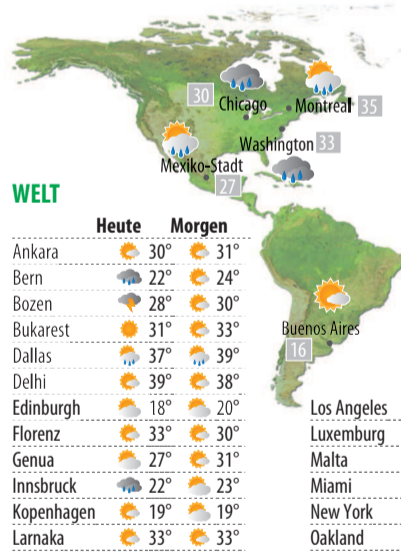 30
Chicago
Montreal 35
Washington 33
Mexiko-Stadt
27
WELT
Heute Morgen
Ankara 30° 31°
Bern 22° 24°
Bozen 28° 30°
Bukarest 31° 33°
Dallas 37° 39°
Delhi 39° 38°
Edinburgh 18° 20°
Florenz 33° 30°
Genua 27° 31°
Innsbruck 22° 23°
Kopenhagen 19° 19°
Larnaka 33° 33°
Buenos Aires
16
Los Angeles
Luxemburg
Malta
Miami
New York
Oakland